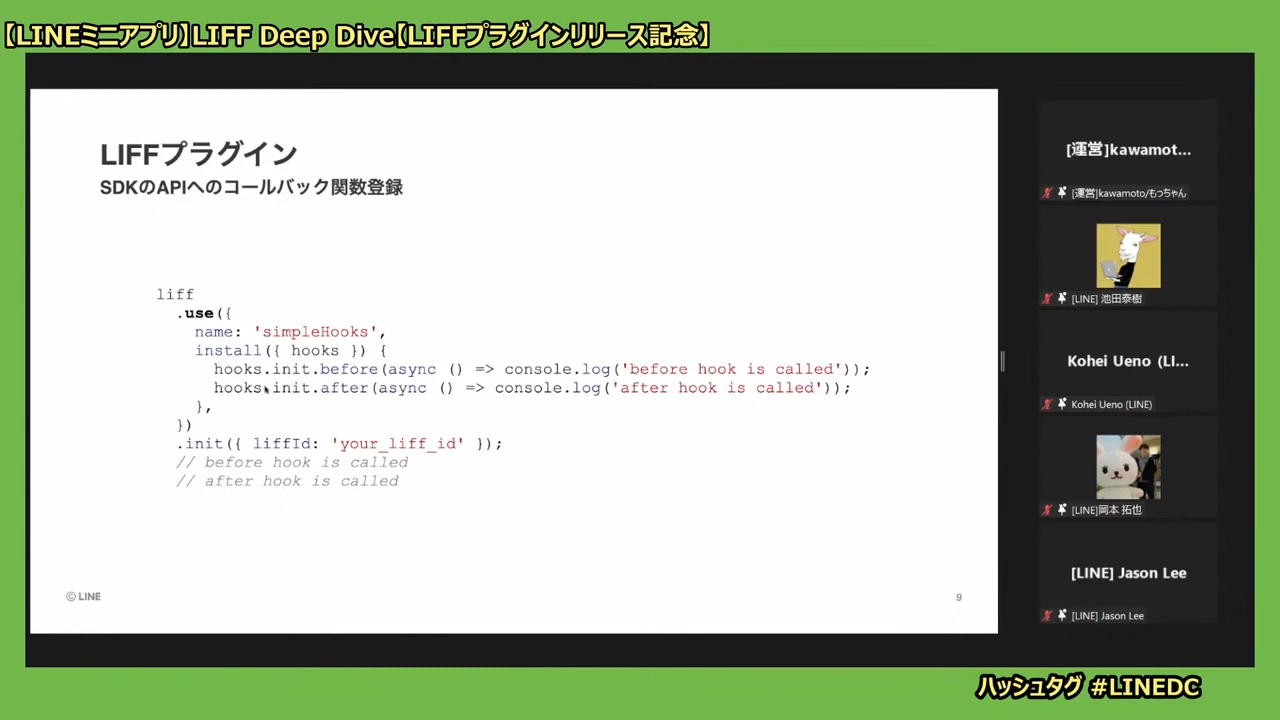 【LINEミニアプリ】LIFF Deep Dive【LIFFプラグインリリース記念】
LIFFプラグイン
SDKのAPIへのコールバック関数登録
liff
.use({
name: 'simpleHooks',
install({ hooks }) {
hooks.init.before(async () => console.log('before hook is called'));
hooks.init.after(async () => console.log('after hook is called'));
},
})
.init({ liffId: 'your_liff_id' });
// before hook is called
// after hook is called
© LINE
9
[運営]kawamot...
[運営]kawamoto/もっちゃん
[LINE] 池田泰樹
Kohei Ueno (LI...
Kohei Ueno (LINE)
[LINE]岡本 拓也
[LINE] Jason Lee
[LINE] Jason Lee
ハッシュタグ #LINEDC